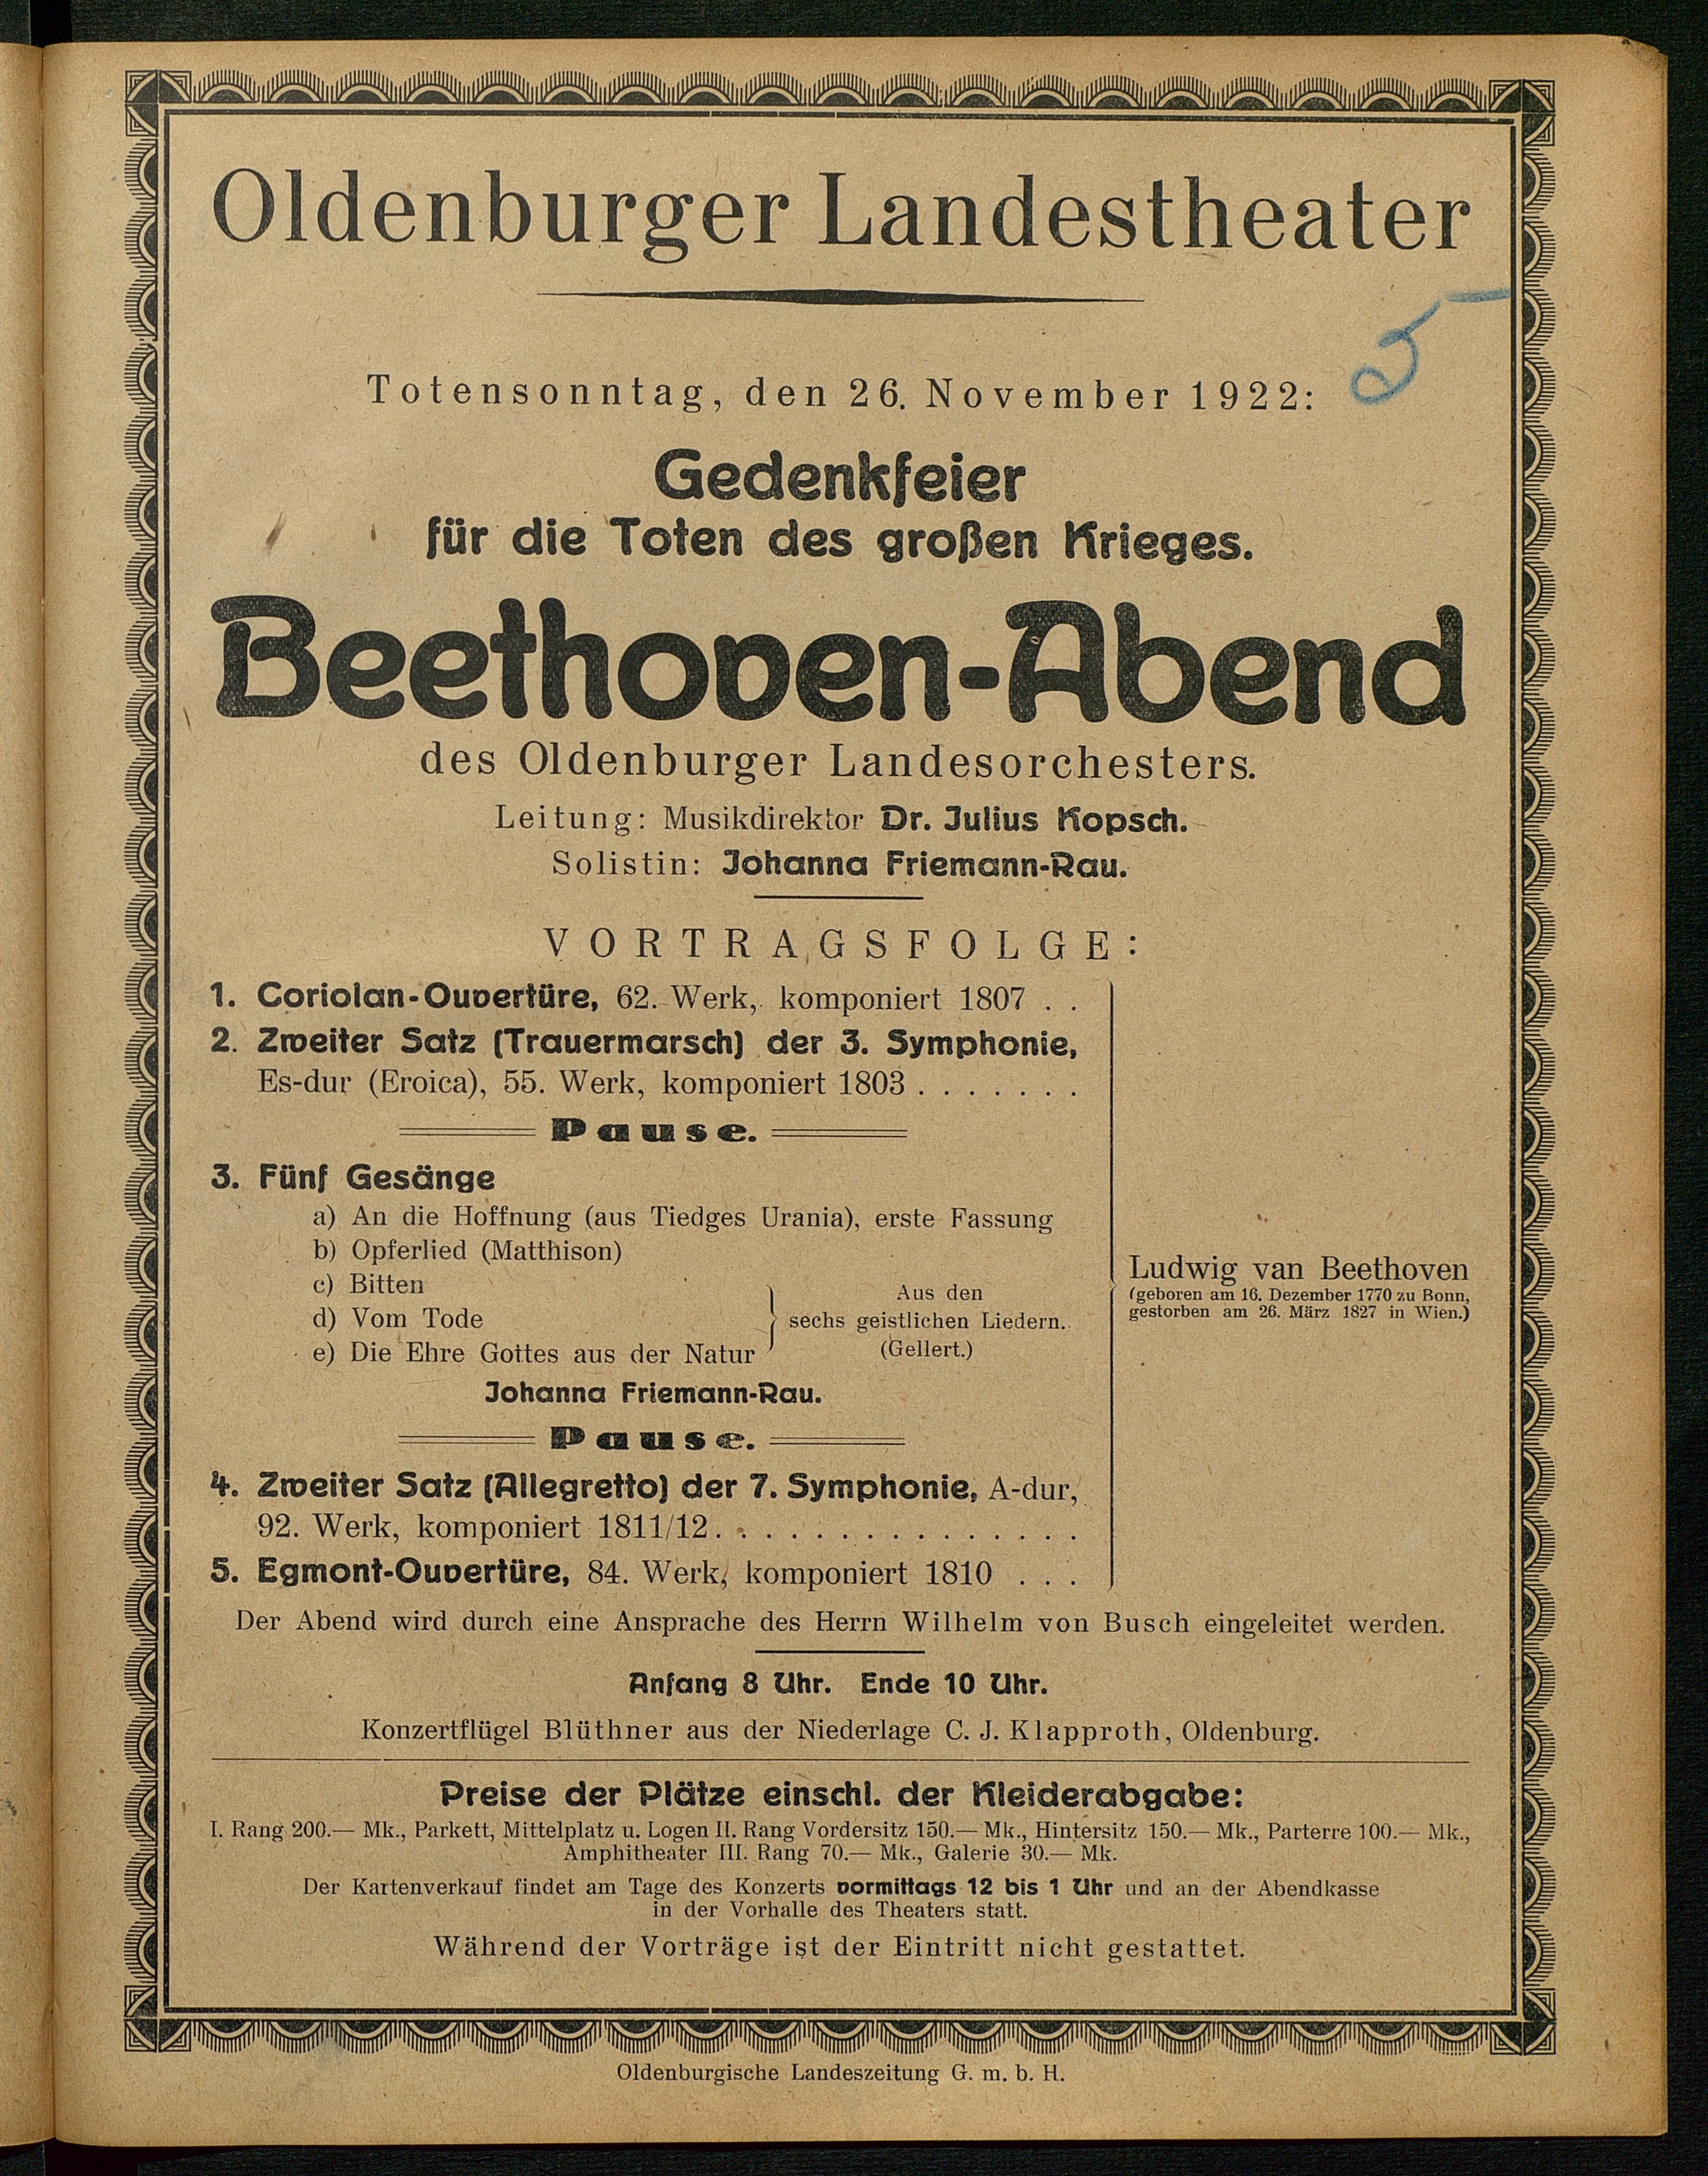 Oldenburger Landestheater
5
Totensonntag, den 26. November 1922:
Gedenkfeier
für die Toten des großen Krieges.
Beethoven-Abend
des Oldenburger Landesorchesters.
Leitung: Musikdirektor Dr. Julius Kopsch.
Solistin: Johanna Friemann-Rau.
VORTRAGSFOLGE:
1. Coriolan-Ouvertüre, 62. Werk, komponiert 1807 . .
2. Zweiter Satz (Trauermarsch) der 3. Symphonie,
Es-dur (Eroica), 55. Werk, komponiert 1803 . . . . . . .
Pause.
3. Fünf Gesänge
a) An die Hoffnung (aus Tiedges Urania), erste Fassung
b) Opferlied (Matthison)
c) Bitten
d) Vom Tode
e) Die Ehre Gottes aus der Natur
Aus den
sechs geistlichen Liedern.
(Gellert.)
Johanna Friemann-Rau.
Pause.
4. Zweiter Satz (Allegretto) der 7. Symphonie, A-dur,
92. Werk, komponiert 1811/12. . . . . . . . . . . . . . .
5. Egmont-Ouvertüre, 84. Werk, komponiert 1810 . . .
Ludwig van Beethoven
(geboren am 16. Dezember 1770 zu Bonn,
gestorben am 26. März 1827 in Wien.)
Der Abend wird durch eine Ansprache des Herrn Wilhelm von Busch eingeleitet werden.
Anfang 8 Uhr. Ende 10 Uhr.
Konzertflügel Blüthner aus der Niederlage C. J. Klapproth, Oldenburg.
Preise der Plätze einschl. der Kleiderabgabe:
I. Rang 200.— Mk., Parkett, Mittelplatz u. Logen II. Rang Vordersitz 150.— Mk., Hintersitz 150.— Mk., Parterre 100.— Mk.,
Amphitheater III. Rang 70.— Mk., Galerie 30.— Mk.
Der Kartenverkauf findet am Tage des Konzerts vormittags 12 bis 1 Uhr und an der Abendkasse
in der Vorhalle des Theaters statt.
Während der Vorträge ist der Eintritt nicht gestattet.
Oldenburgische Landeszeitung G. m. b. H.